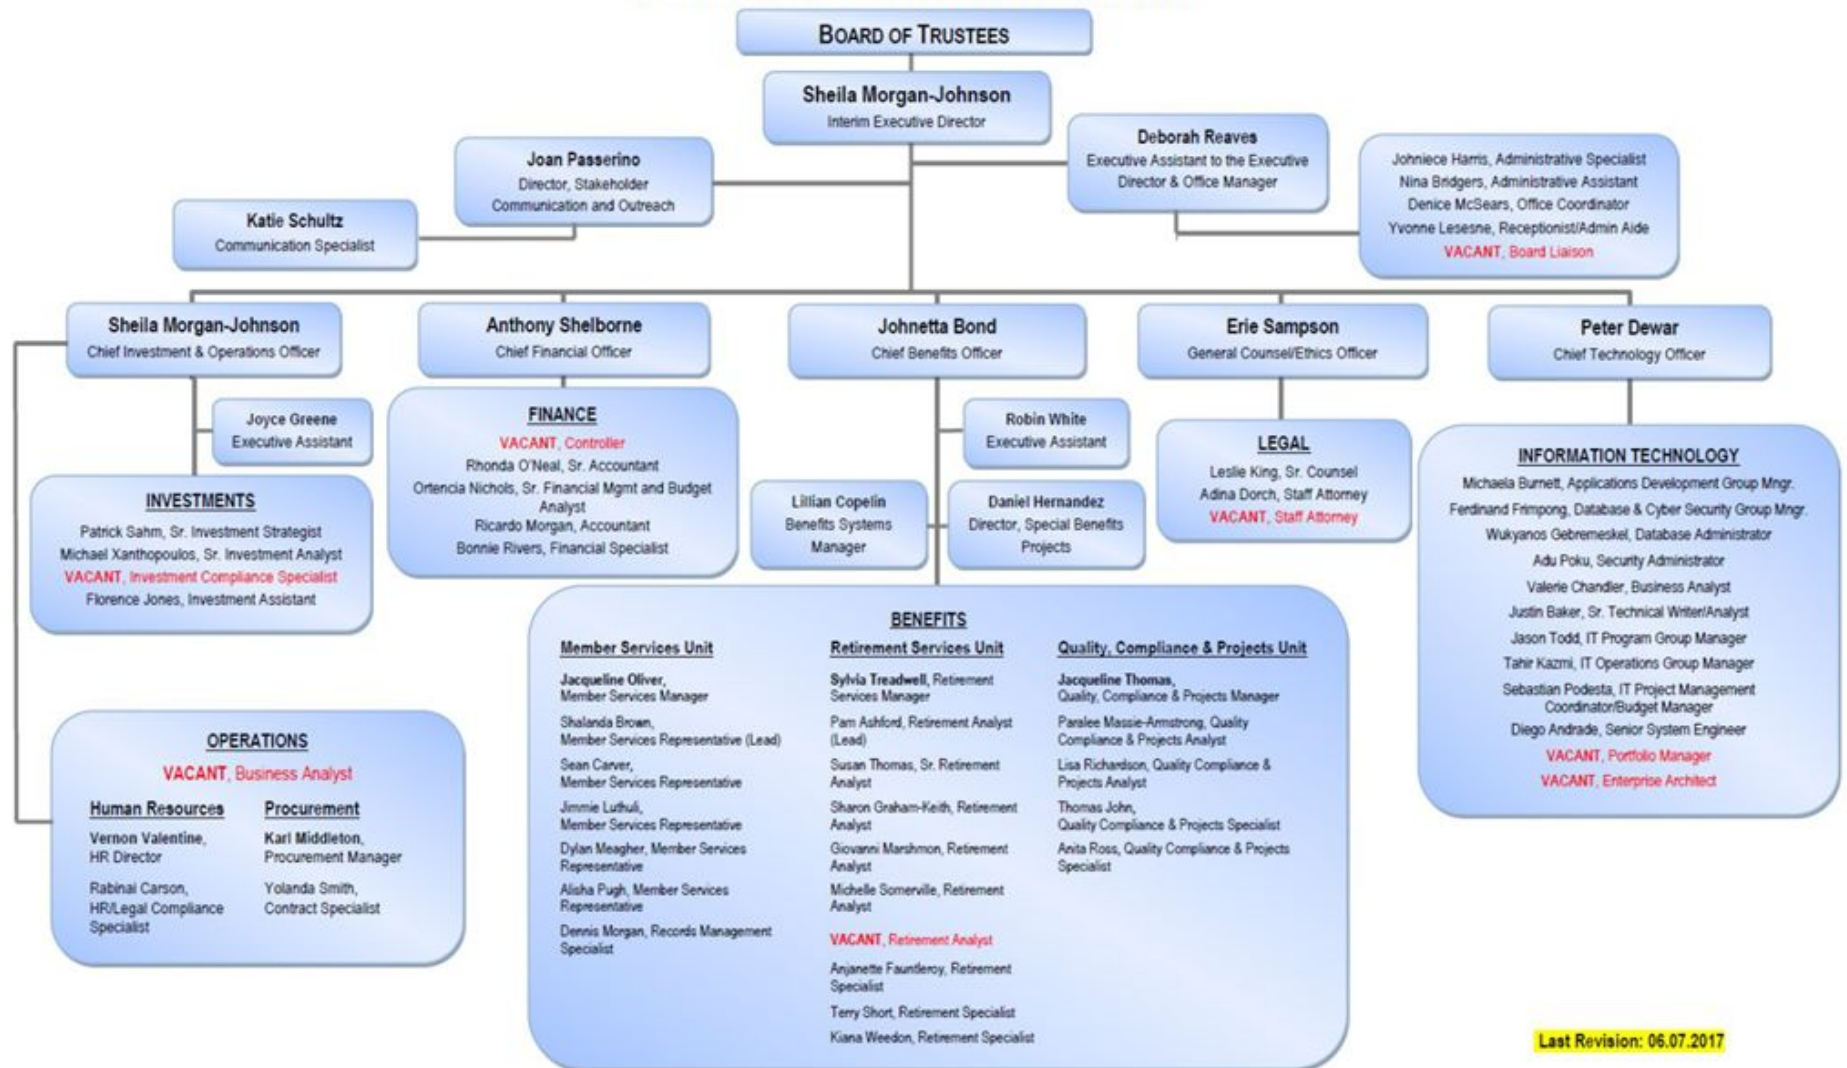 BOARD OF TRUSTEES
Sheila Morgan-Johnson
Interim Executive Director
Deborah Reaves
Executive Assistant to the Executive
Director & Office Manager
Johniece Harris, Administrative Specialist
Nina Bridgers, Administrative Assistant
Denice McSears, Office Coordinator
Yvonne Lesesne, Receptionist/Admin Aide
VACANT, Board Liaison
Joan Passerino
Director, Stakeholder
Communication and Outreach
Katie Schultz
Communication Specialist
Sheila Morgan-Johnson
Chief Investment & Operations Officer
Anthony Shelborne
Chief Financial Officer
Johnetta Bond
Chief Benefits Officer
Erie Sampson
General Counsel/Ethics Officer
Peter Dewar
Chief Technology Officer
Joyce Greene
Executive Assistant
INVESTMENTS
Patrick Sahm, Sr. Investment Strategist
Michael Xanthopoulos, Sr. Investment Analyst
VACANT, Investment Compliance Specialist
Florence Jones, Investment Assistant
FINANCE
VACANT, Controller
Rhonda O'Neal, Sr. Accountant
Ortencia Nichols, Sr. Financial Mgmt and Budget
Analyst
Ricardo Morgan, Accountant
Bonnie Rivers, Financial Specialist
Robin White
Executive Assistant
Lillian Copelin
Benefits Systems
Manager
Daniel Hernandez
Director, Special Benefits
Projects
LEGAL
Leslie King, Sr. Counsel
Adina Dorch, Staff Attorney
VACANT, Staff Attorney
INFORMATION TECHNOLOGY
Michaela Burnett, Applications Development Group Mngr.
Ferdinand Frimpong, Database & Cyber Security Group Mngr.
Wukyanos Gebremeskel, Database Administrator
Adu Poku, Security Administrator
Valerie Chandler, Business Analyst
Justin Baker, Sr. Technical Writer/Analyst
Jason Todd, IT Program Group Manager
Tahir Kazmi, IT Operations Group Manager
Sebastian Podesta, IT Project Management
Coordinator/Budget Manager
Diego Andrade, Senior System Engineer
VACANT, Portfolio Manager
VACANT, Enterprise Architect
OPERATIONS
VACANT, Business Analyst
Human Resources
Vernon Valentine,
HR Director
Rabinai Carson,
HR/Legal Compliance
Specialist
Procurement
Karl Middleton,
Procurement Manager
Yolanda Smith,
Contract Specialist
BENEFITS
Member Services Unit
Jacqueline Oliver,
Member Services Manager
Shalanda Brown,
Member Services Representative (Lead)
Sean Carver,
Member Services Representative
Jimmie Luthuli,
Member Services Representative
Dylan Meagher, Member Services
Representative
Alisha Pugh, Member Services
Representative
Dennis Morgan, Records Management
Specialist
Retirement Services Unit
Sylvia Treadwell, Retirement
Services Manager
Pam Ashford, Retirement Analyst
(Lead)
Susan Thomas, Sr. Retirement
Analyst
Sharon Graham-Keith, Retirement
Analyst
Giovanni Marshmon, Retirement
Analyst
Michelle Somerville, Retirement
Analyst
VACANT, Retirement Analyst
Anjanette Fauntleroy, Retirement
Specialist
Terry Short, Retirement Specialist
Kiana Weedon, Retirement Specialist
Quality, Compliance & Projects Unit
Jacqueline Thomas,
Quality, Compliance & Projects Manager
Paralee Massie-Armstrong, Quality
Compliance & Projects Analyst
Lisa Richardson, Quality Compliance &
Projects Analyst
Thomas John,
Quality Compliance & Projects Specialist
Anita Ross, Quality Compliance & Projects
Specialist
Last Revision: 06.07.2017